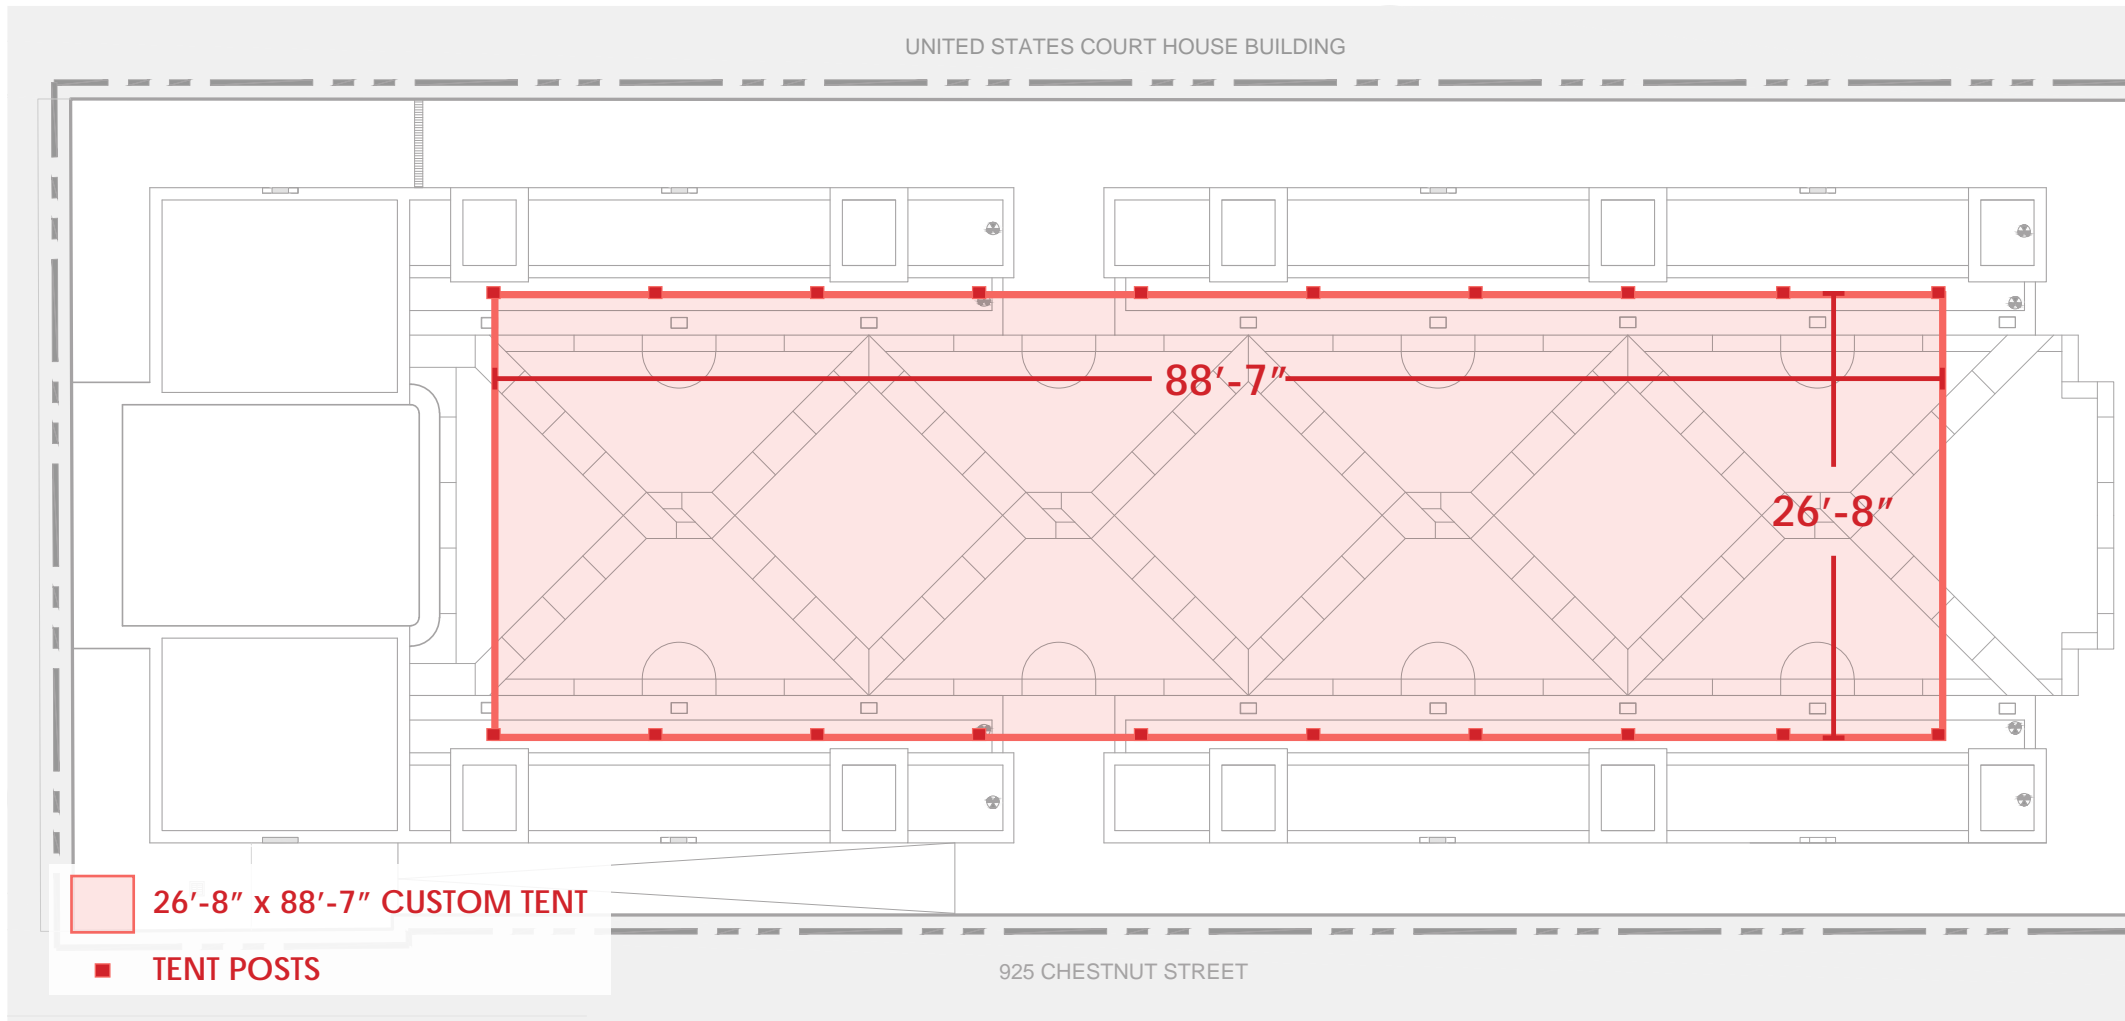 UNITED STATES COURT HOUSE BUILDING
88′-7″
26′-8″
26′-8″ x 88′-7″ CUSTOM TENT
TENT POSTS
925 CHESTNUT STREET